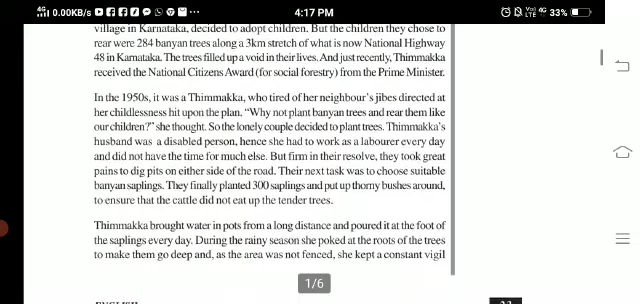 4G 0.00KB/s 4:17 PM VoI LTE 4G 33%
village in Karnataka, decided to adopt children. But the children they chose to
rear were 284 banyan trees along a 3km stretch of what is now National Highway
48 in Karnataka. The trees filled up a void in their lives. And just recently, Thimmakka
received the National Citizens Award (for social forestry) from the Prime Minister.
In the 1950s, it was a Thimmakka, who tired of her neighbour's jibes directed at
her childlessness hit upon the plan, “Why not plant banyan trees and rear them like
our children?” she thought. So the lonely couple decided to plant trees. Thimmakka's
husband was a disabled person, hence she had to work as a labourer every day
and did not have the time for much else. But firm in their resolve, they took great
pains to dig pits on either side of the road. Their next task was to choose suitable
banyan saplings. They finally planted 300 saplings and put up thorny bushes around,
to ensure that the cattle did not eat up the tender trees.
Thimmakka brought water in pots from a long distance and poured it at the foot of
the saplings every day. During the rainy season she poked at the roots of the trees
to make them go deep and, as the area was not fenced, she kept a constant vigil
1/6